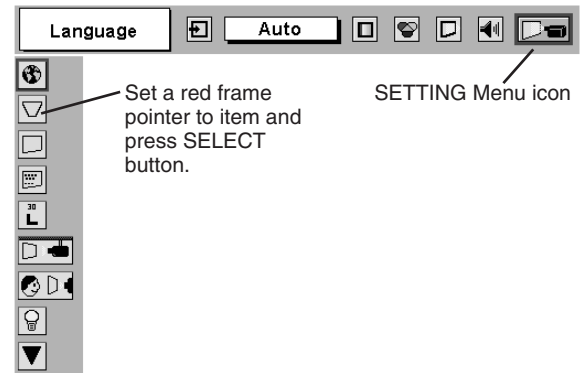 Language
Auto
SETTING Menu icon
Set a red frame
pointer to item and
press SELECT
button.
30
L